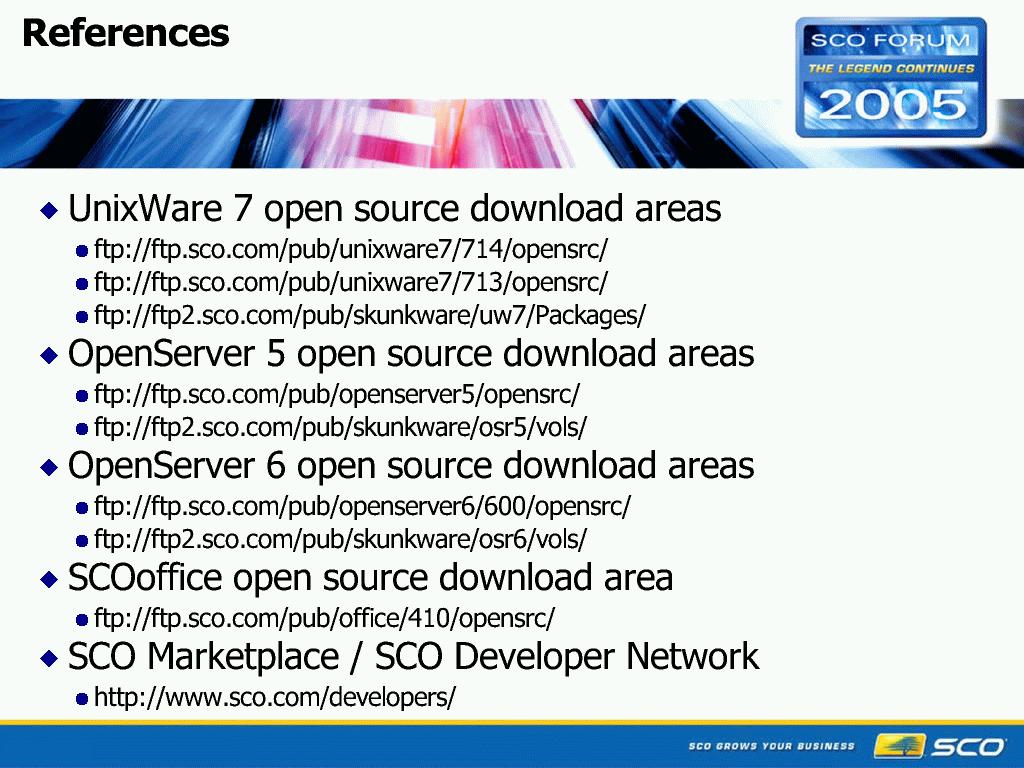 References
SCO FORUM
THE LEGEND CONTINUES
2005
UnixWare 7 open source download areas
ftp://ftp.sco.com/pub/unixware7/714/opensrc/
ftp://ftp.sco.com/pub/unixware7/713/opensrc/
ftp://ftp2.sco.com/pub/skunkware/uw7/Packages/
OpenServer 5 open source download areas
ftp://ftp.sco.com/pub/openserver5/opensrc/
ftp://ftp2.sco.com/pub/skunkware/osr5/vols/
OpenServer 6 open source download areas
ftp://ftp.sco.com/pub/openserver6/600/opensrc/
ftp://ftp2.sco.com/pub/skunkware/osr6/vols/
SCOoffice open source download area
ftp://ftp.sco.com/pub/office/410/opensrc/
SCO Marketplace / SCO Developer Network
http://www.sco.com/developers/
SCO GROWS YOUR BUSINESS
SCO